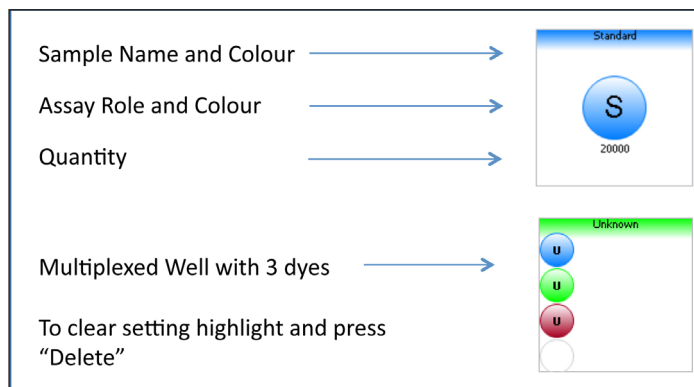 Sample Name and Colour
Standard
Assay Role and Colour
S
Quantity
20000
Unknown
U
Multiplexed Well with 3 dyes
U
U
To clear setting highlight and press
“Delete”